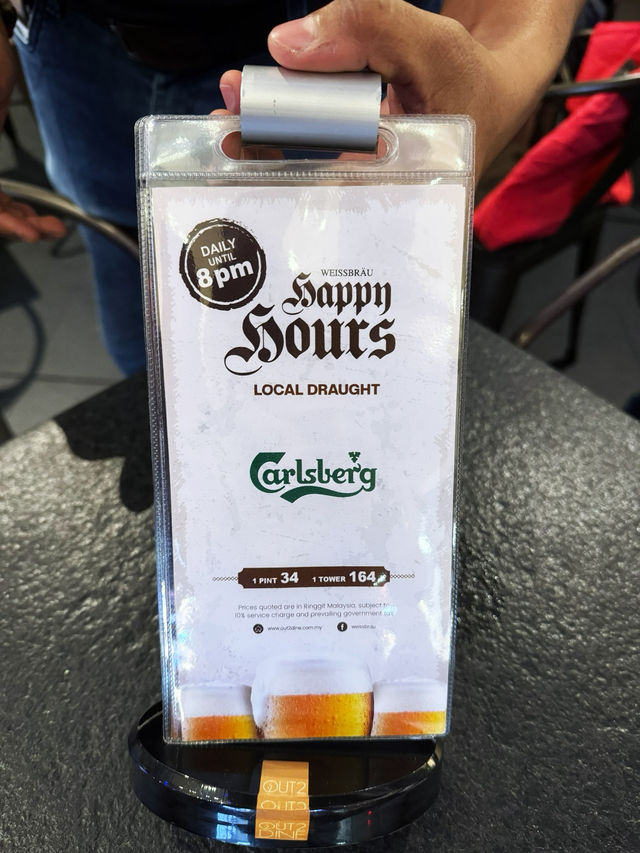 DAILY
UNTIL
8pm
WEISSBRÄU
Happy
Hours
LOCAL DRAUGHT
Carlsberg
1 PINT 34 1 TOWER 164
Prices quoted are in Ringgit Malaysia, subject to
10% service charge and prevailing government tax
www.out2dine.com.my weissbrau
OUT2
DINE